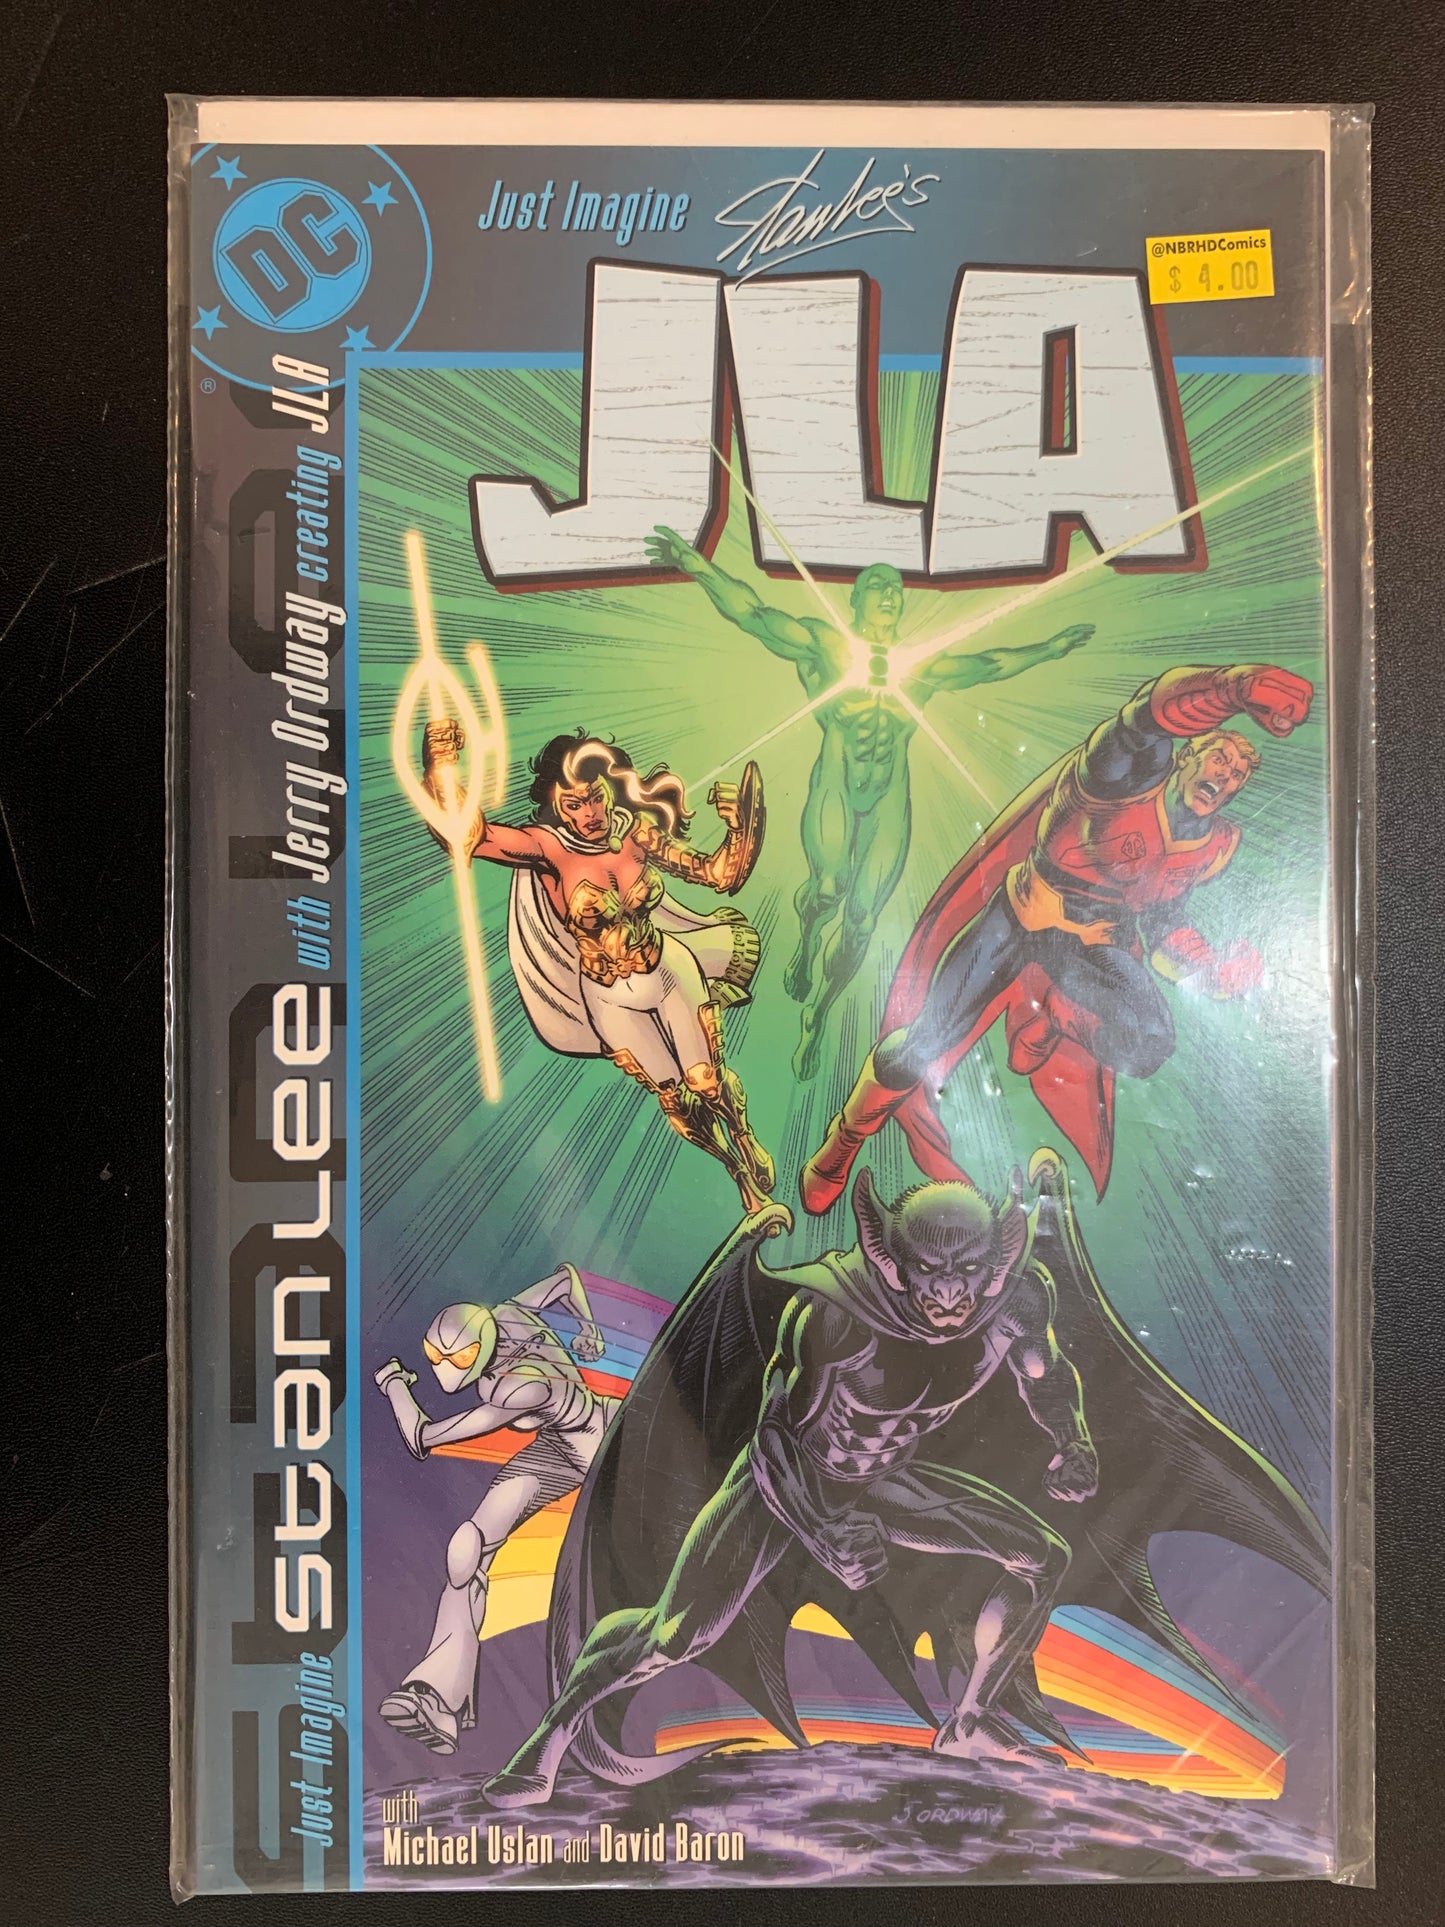 DC
®
Just Imagine Stan Lee's
@NBRHDComics
$ 4.00
JLA
Just Imagine STAN LEE with Jerry Ordway creating JLA
J. ORDWAY
with
Michael Uslan and David Baron